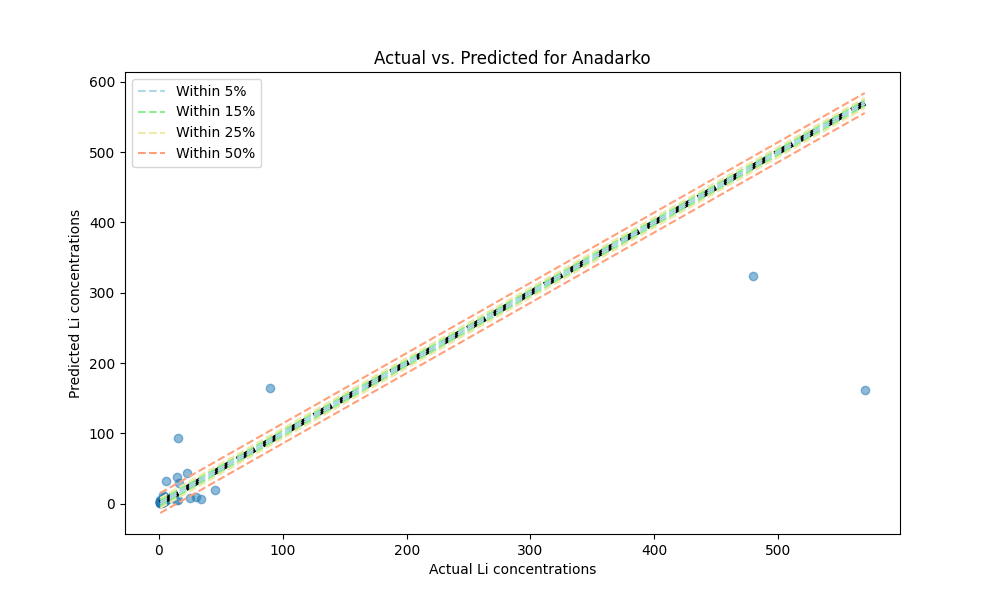 Actual vs. Predicted for Anadarko
Within 5%
Within 15%
Within 25%
Within 50%
600
500
400
300
200
100
0
Predicted Li concentrations
0 100 200 300 400 500
Actual Li concentrations